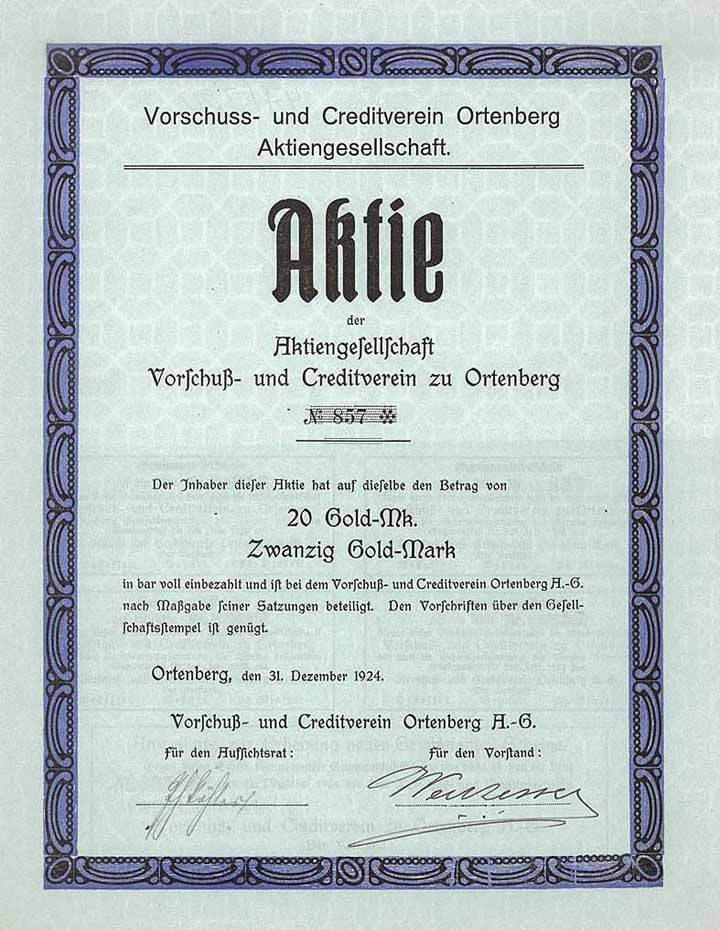 Vorschuss- und Creditverein Ortenberg
Aktiengesellschaft.
Aktie
der
Aktiengeſellſchaft
Vorſchuß- und Creditverein zu Ortenberg
№ 857 ❊
Der Inhaber dieſer Aktie hat auf dieſelbe den Betrag von
20 Gold-Mk.
Zwanzig Gold-Mark
in bar voll einbezahlt und iſt bei dem Vorſchuß- und Creditverein Ortenberg A.-G.
nach Maßgabe ſeiner Satzungen beteiligt. Den Vorſchriften über den Geſell-
ſchaftsſtempel iſt genügt.
Ortenberg, den 31. Dezember 1924.
Vorſchuß- und Creditverein Ortenberg A.-G.
Für den Aufſichtsrat:
Für den Vorſtand: